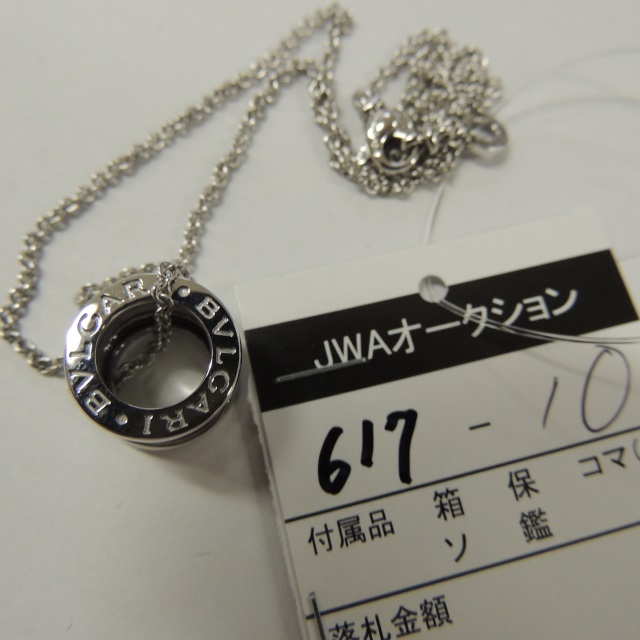 BVLGARI • BVLGARI •
JWAオークション
617 - 10
付属品 箱 保 コマ(
ソ 鑑
落札金額